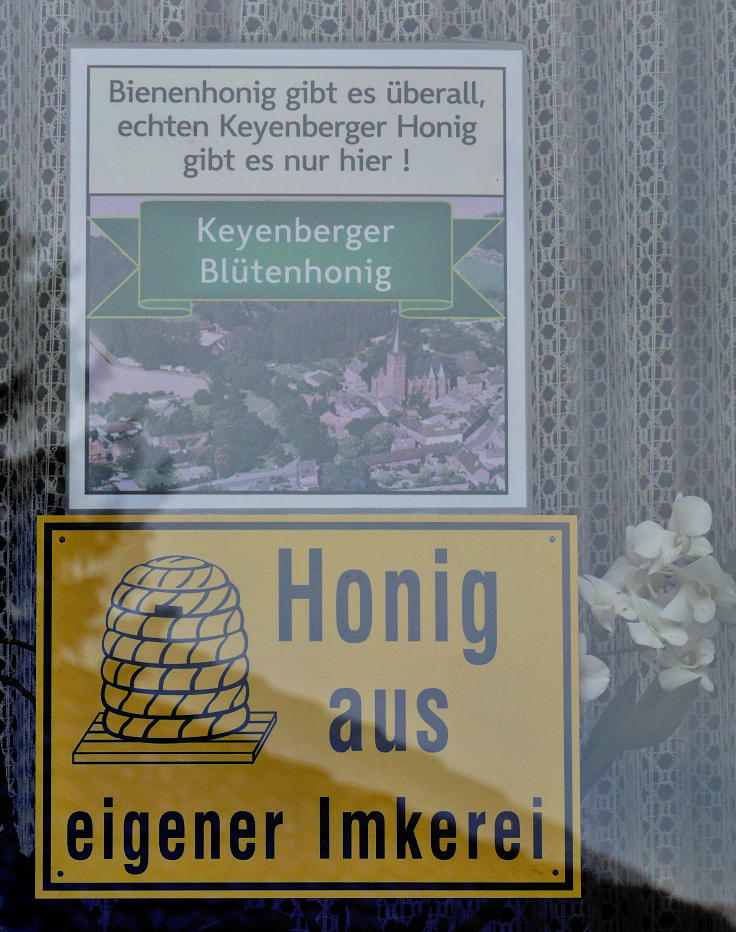 Bienenhonig gibt es überall,
echten Keyenberger Honig
gibt es nur hier !
Keyenberger
Blütenhonig
Honig
aus
eigener Imkerei